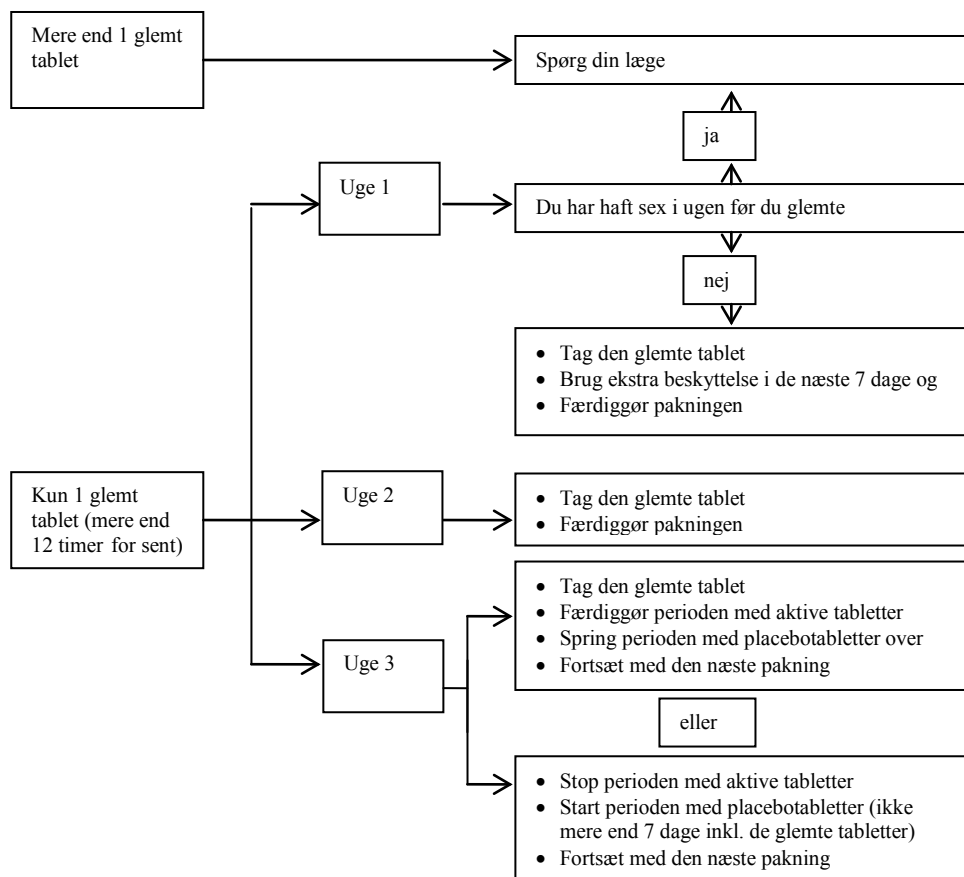 Mere end 1 glemt
tablet
Spørg din læge
ja
Uge 1
Du har haft sex i ugen før du glemte
nej
• Tag den glemte tablet
• Brug ekstra beskyttelse i de næste 7 dage og
• Færdiggør pakningen
Kun 1 glemt
tablet (mere end
12 timer for sent)
Uge 2
• Tag den glemte tablet
• Færdiggør pakningen
Uge 3
• Tag den glemte tablet
• Færdiggør perioden med aktive tabletter
• Spring perioden med placebotabletter over
• Fortsæt med den næste pakning
eller
• Stop perioden med aktive tabletter
• Start perioden med placebotabletter (ikke
mere end 7 dage inkl. de glemte tabletter)
• Fortsæt med den næste pakning